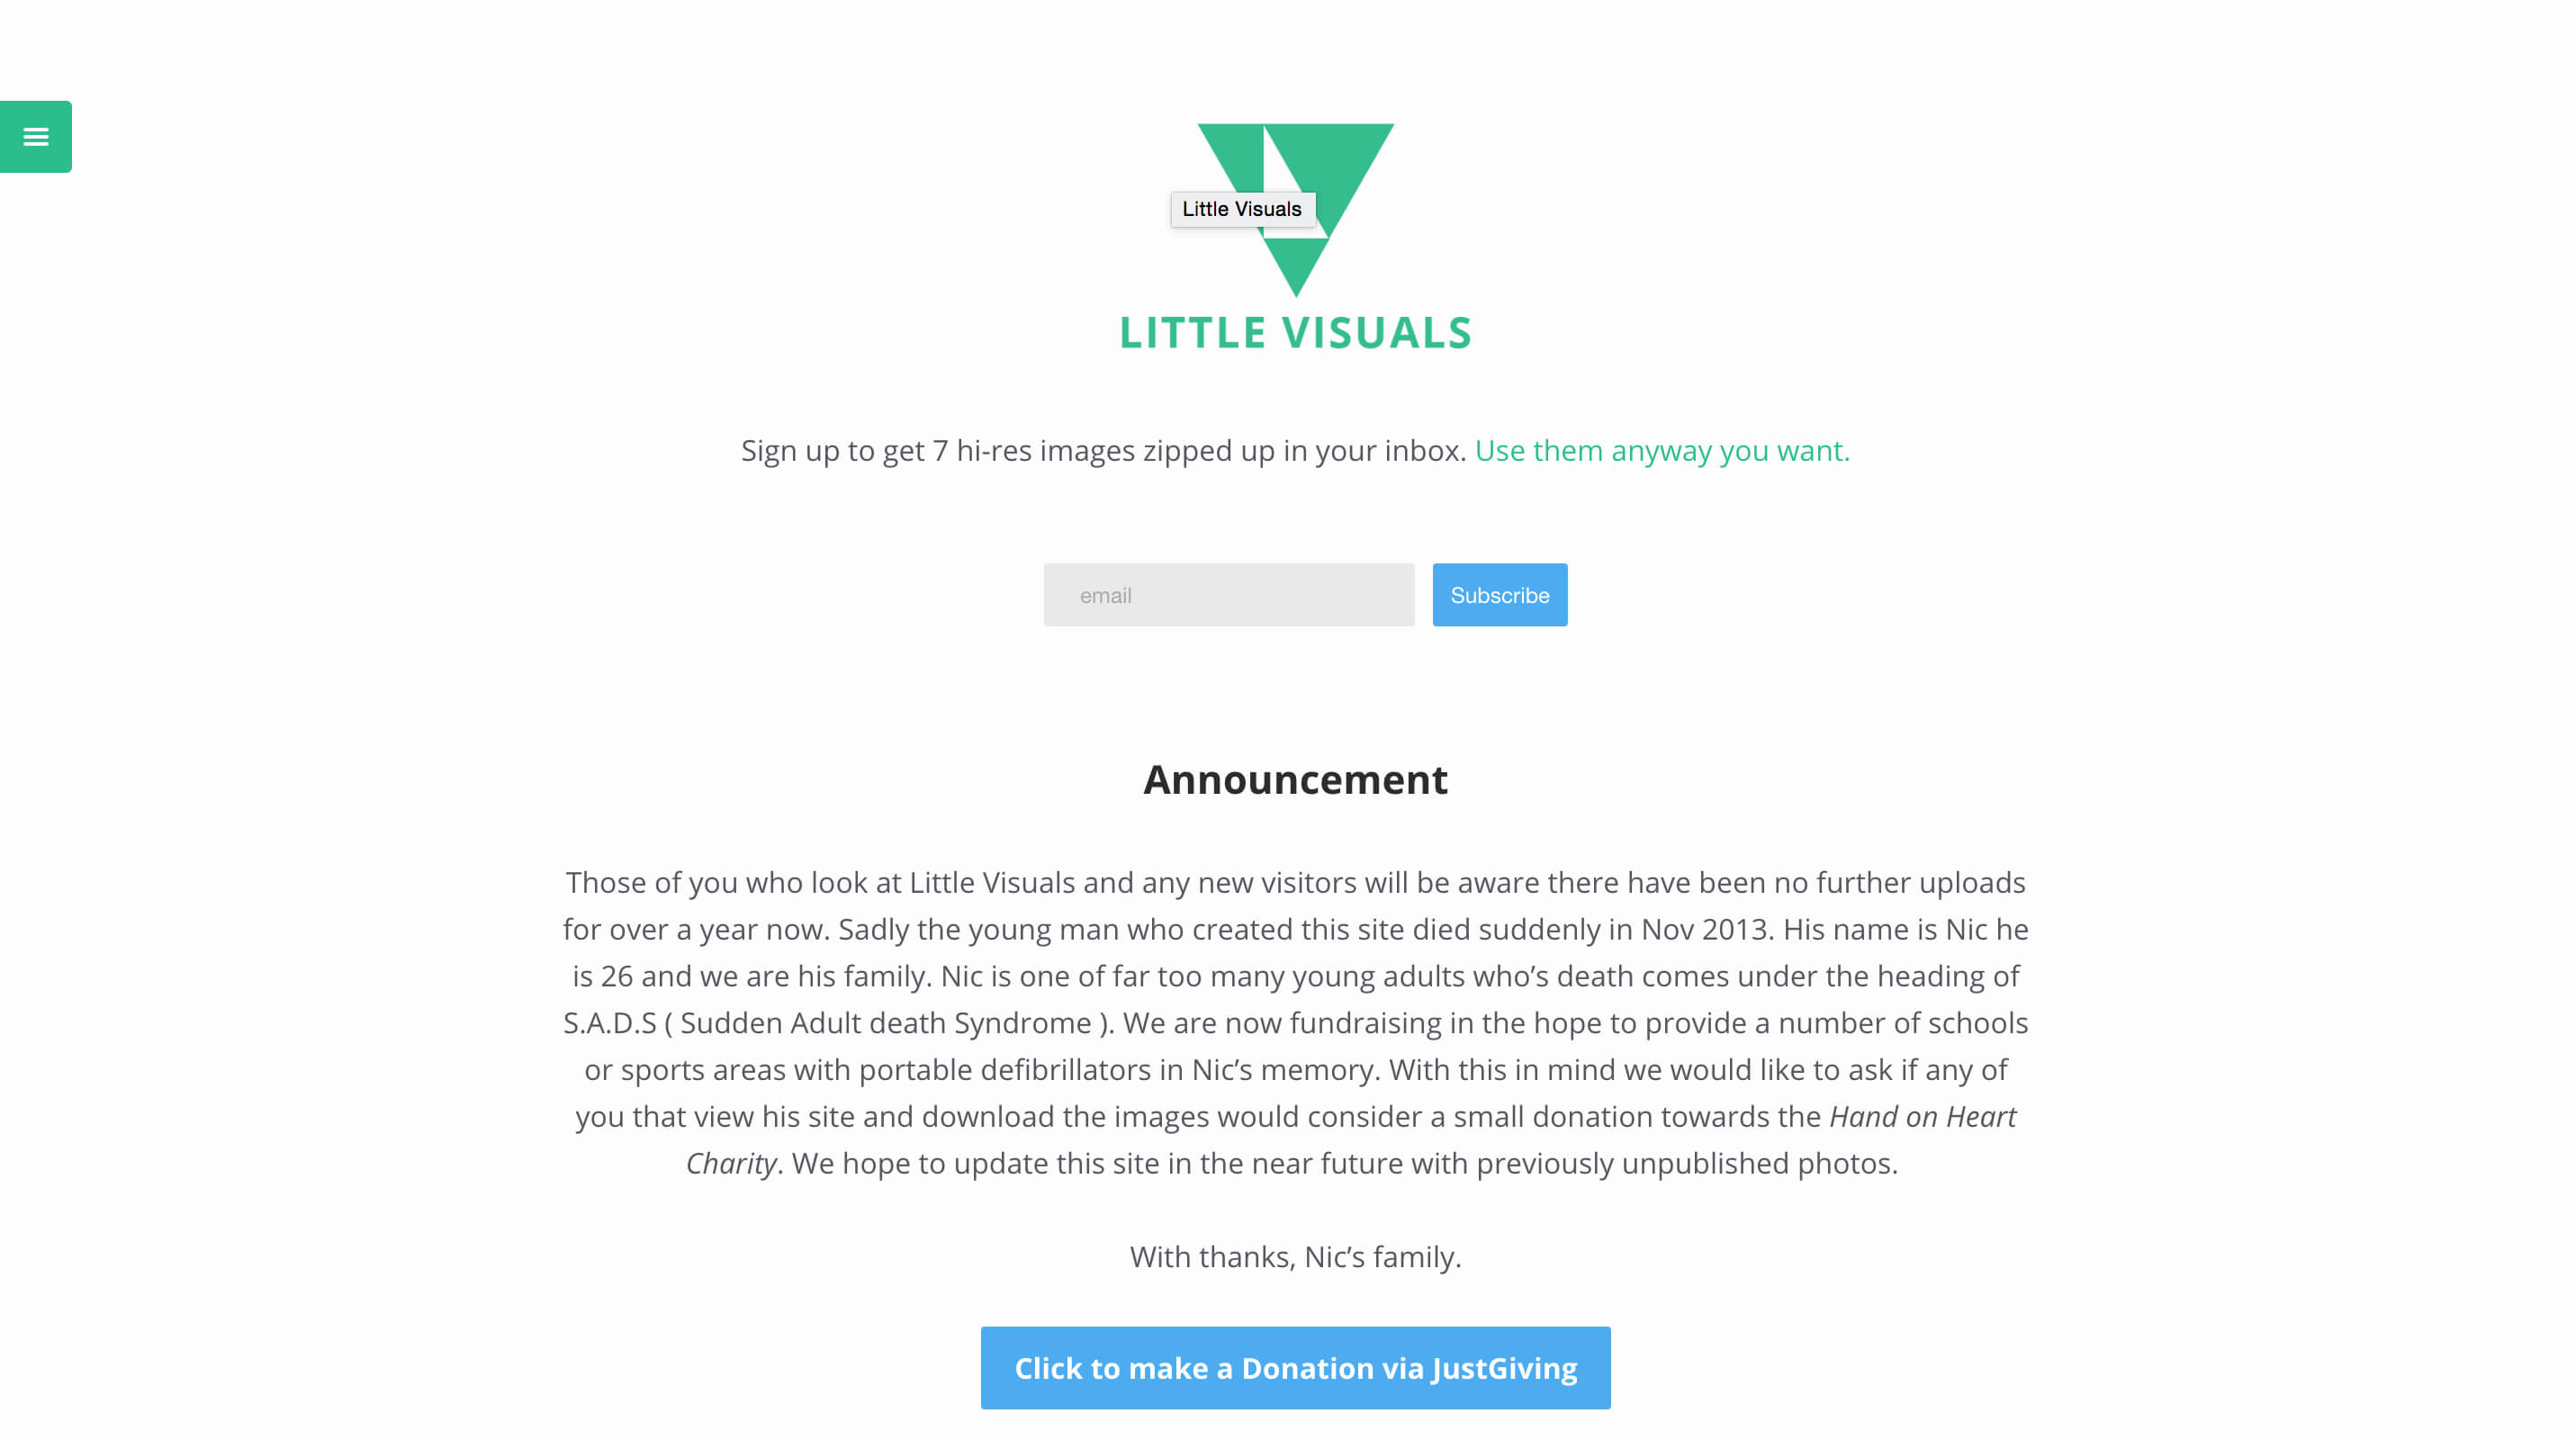 Little Visuals
LITTLE VISUALS
Sign up to get 7 hi-res images zipped up in your inbox. Use them anyway you want.
email
Subscribe
Announcement
Those of you who look at Little Visuals and any new visitors will be aware there have been no further uploads
for over a year now. Sadly the young man who created this site died suddenly in Nov 2013. His name is Nic he
is 26 and we are his family. Nic is one of far too many young adults who’s death comes under the heading of
S.A.D.S ( Sudden Adult death Syndrome ). We are now fundraising in the hope to provide a number of schools
or sports areas with portable defibrillators in Nic’s memory. With this in mind we would like to ask if any of
you that view his site and download the images would consider a small donation towards the Hand on Heart
Charity. We hope to update this site in the near future with previously unpublished photos.
With thanks, Nic’s family.
Click to make a Donation via JustGiving